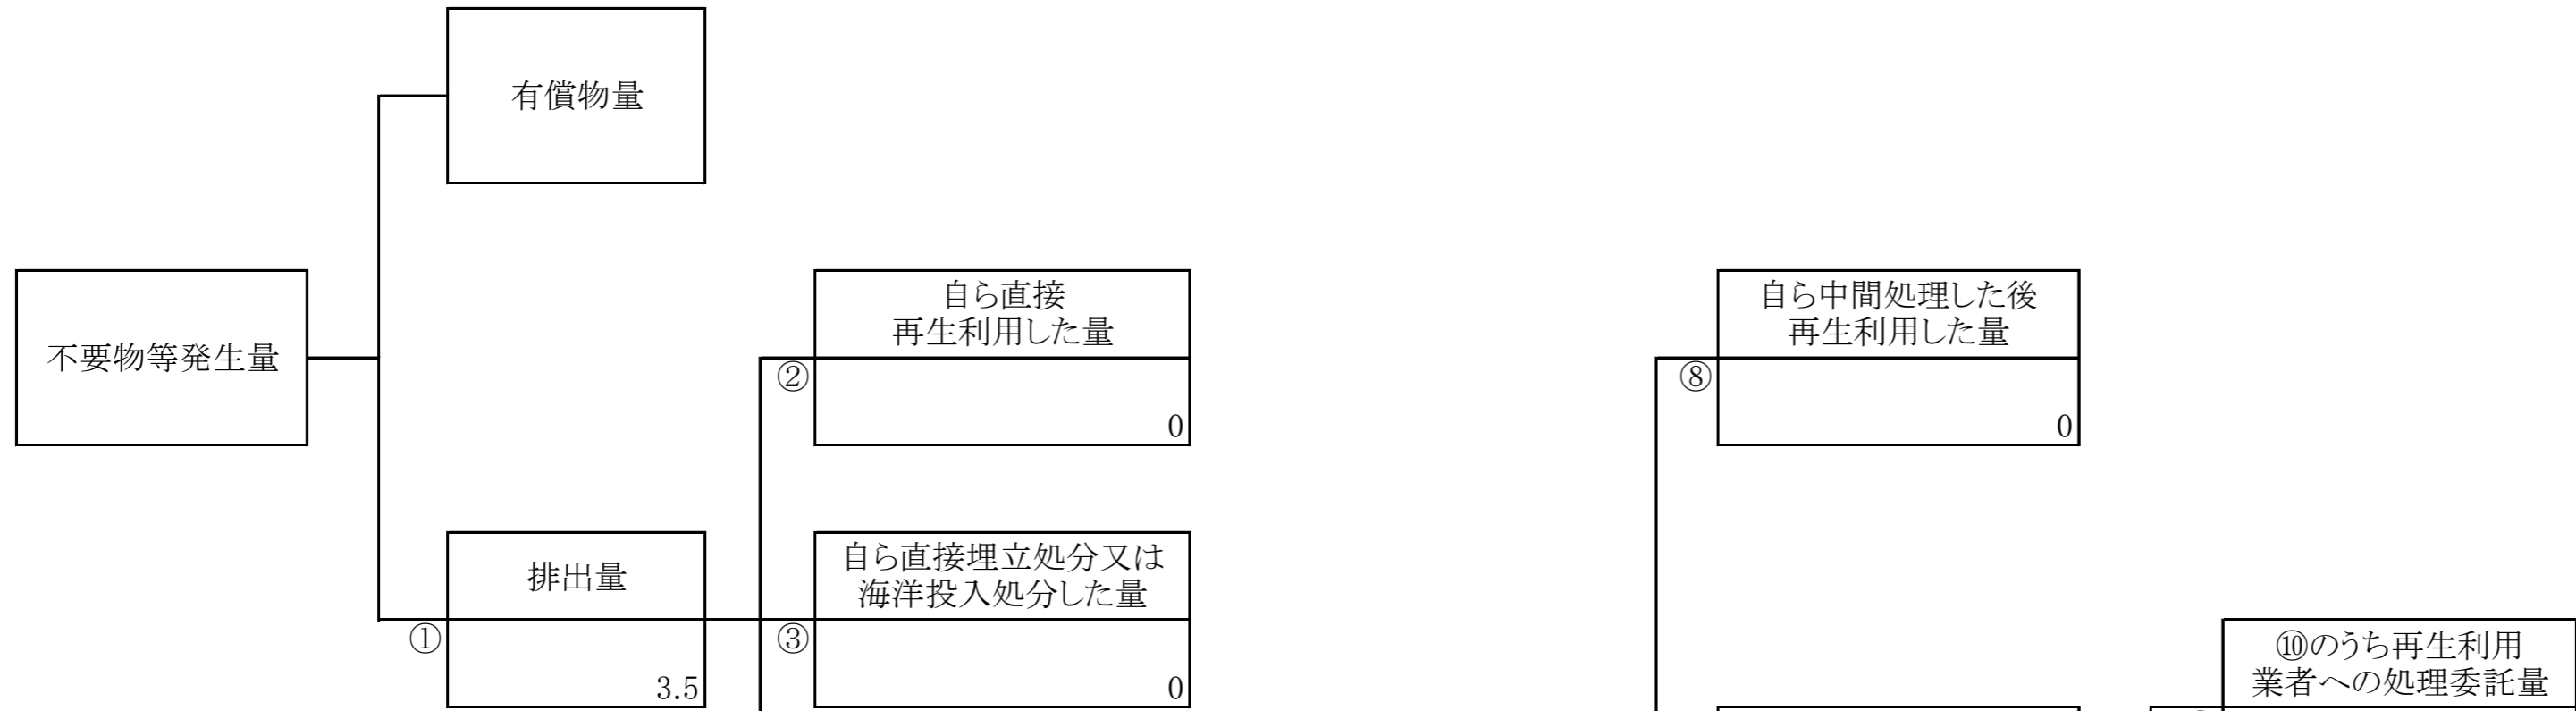 有償物量
不要物等発生量
自ら直接
再生利用した量
②
0
自ら中間処理した後
再生利用した量
⑧
0
排出量
①
3.5
自ら直接埋立処分又は
海洋投入処分した量
③
0
⑩のうち再生利用
業者への処理委託量